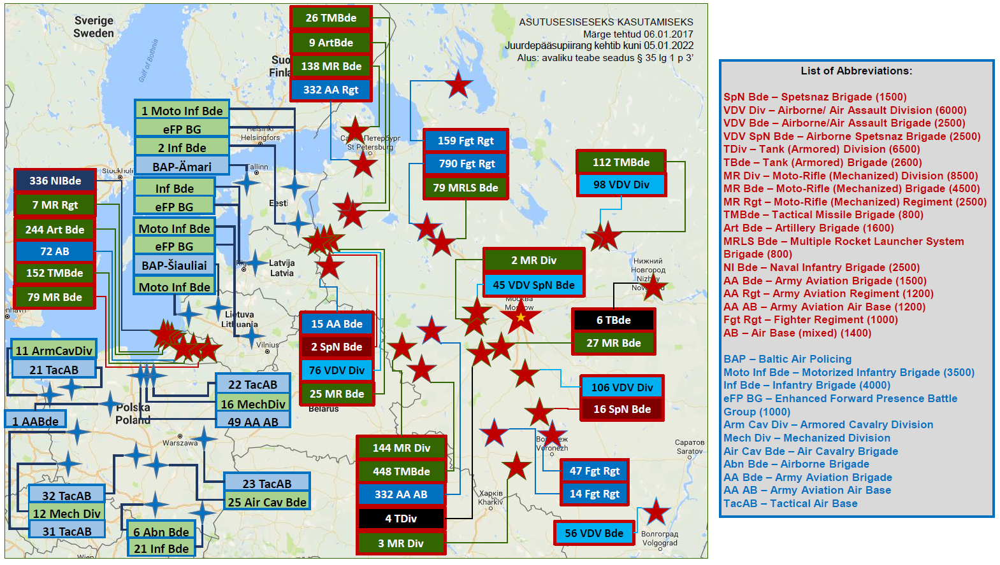 Sverige
Sweden
Gulf of Bothnia
26 TMBde
9 ArtBde
138 MR Bde
332 AA Rgt
ASUTUSESISESEKS KASUTAMISEKS
Märge tehtud 06.01.2017
Juurdepääsupiirang kehtib kuni 05.01.2022
Alus: avaliku teabe seadus § 35 lg 1 p 3’
1 Moto Inf Bde
eFP BG
2 Inf Bde
BAP-Ämari
Helsinki
Helsingfors
St Petersburg
Tallinn
Eesti
159 Fgt Rgt
790 Fgt Rgt
79 MRLS Bde
112 TMBde
98 VDV Div
336 NIBde
7 MR Rgt
244 Art Bde
72 AB
152 TMBde
79 MR Bde
Inf Bde
eFP BG
Moto Inf Bde
eFP BG
BAP-Šiauliai
Moto Inf Bde
Latvija
Latvia
Lietuva
Lithuania
Vilnius
2 MR Div
45 VDV SpN Bde
Москва
Moscow
Нижний
Новгород
6 TBde
27 MR Bde
15 AA Bde
2 SpN Bde
76 VDV Div
25 MR Bde
Belarus
11 ArmCavDiv
21 TacAB
1 AABde
Polska
Poland
22 TacAB
16 MechDiv
49 AA AB
Warszawa
106 VDV Div
16 SpN Bde
Voronezh
Саратов
Saratov
144 MR Div
448 TMBde
332 AA AB
4 TDiv
3 MR Div
47 Fgt Rgt
14 Fgt Rgt
Харків
Kharkiv
56 VDV Bde
Волгоград
Volgograd
23 TacAB
25 Air Cav Bde
32 TacAB
12 Mech Div
31 TacAB
6 Abn Bde
21 Inf Bde
List of Abbreviations:
SpN Bde – Spetsnaz Brigade (1500)
VDV Div – Airborne/ Air Assault Division (6000)
VDV Bde – Airborne/Air Assault Brigade (2500)
VDV SpN Bde – Airborne Spetsnaz Brigade (2500)
TDiv – Tank (Armored) Division (6500)
TBde – Tank (Armored) Brigade (2600)
MR Div – Moto-Rifle (Mechanized) Division (8500)
MR Bde – Moto-Rifle (Mechanized) Brigade (4500)
MR Rgt – Moto-Rifle (Mechanized) Regiment (2500)
TMBde – Tactical Missile Brigade (800)
Art Bde – Artillery Brigade (1600)
MRLS Bde – Multiple Rocket Launcher System
Brigade (800)
NI Bde – Naval Infantry Brigade (2500)
AA Bde – Army Aviation Brigade (1500)
AA Rgt – Army Aviation Regiment (1200)
AA AB – Army Aviation Air Base (1200)
Fgt Rgt – Fighter Regiment (1000)
AB – Air Base (mixed) (1400)
BAP – Baltic Air Policing
Moto Inf Bde – Motorized Infantry Brigade (3500)
Inf Bde – Infantry Brigade (4000)
eFP BG – Enhanced Forward Presence Battle
Group (1000)
Arm Cav Div – Armored Cavalry Division
Mech Div – Mechanized Division
Air Cav Bde – Air Cavalry Brigade
Abn Bde – Airborne Brigade
AA Bde – Army Aviation Brigade
AA AB – Army Aviation Air Base
TacAB – Tactical Air Base